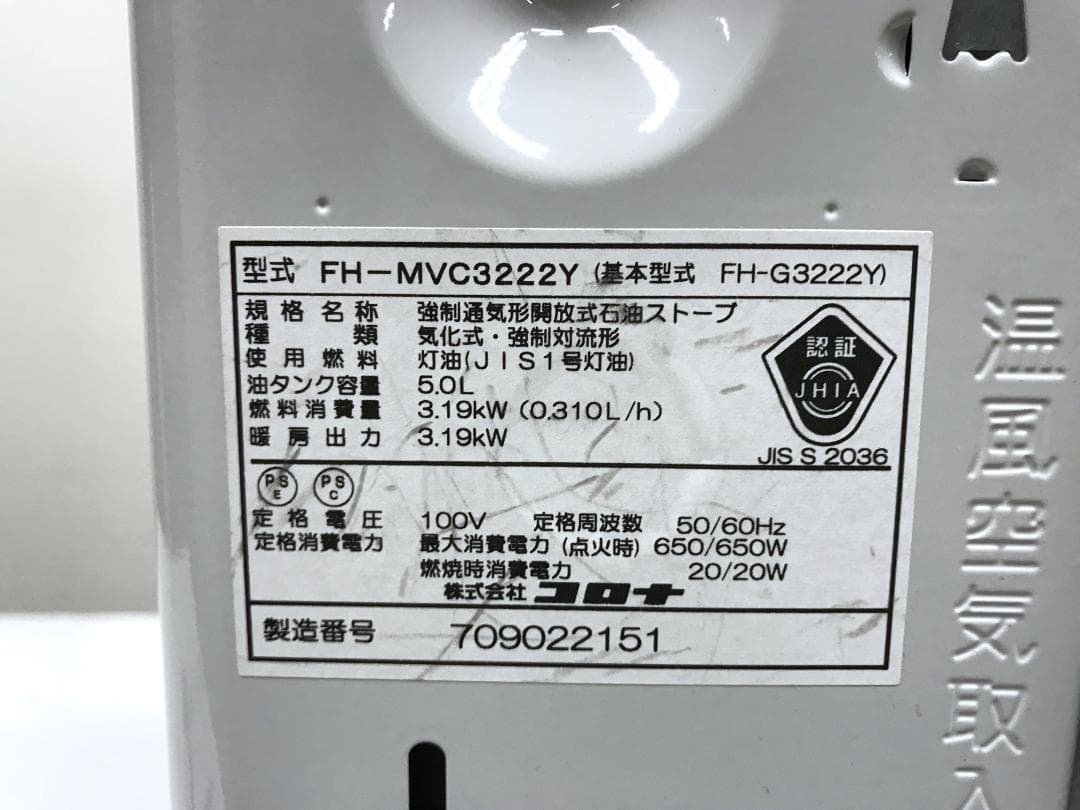 型式 FH-MVC3222Y (基本型式 FH-G3222Y)
規格名称 強制通気形開放式石油ストーブ
種類 気化式・強制対流形
使用燃料 灯油(JIS1号灯油)
油タンク容量 5.0L
燃料消費量 3.19kW (0.310L/h)
暖房出力 3.19kW
認証
JHIA
JIS S 2036
PS E PS C
定格電圧 100V 定格周波数 50/60Hz
定格消費電力 最大消費電力 (点火時) 650/650W
燃焼時消費電力 20/20W
株式会社 コロナ
製造番号 709022151
温風空気取